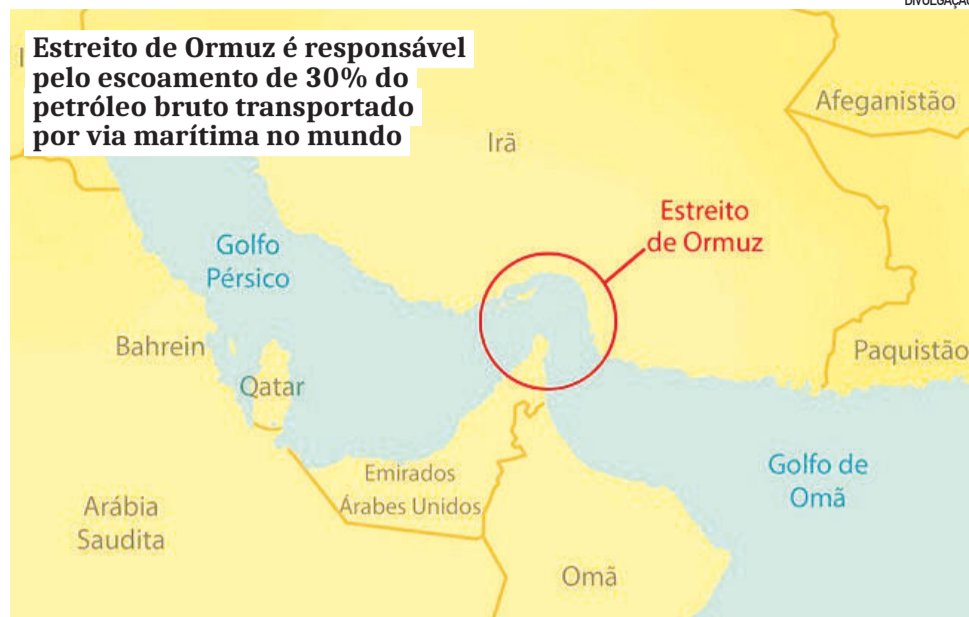 DIVULGAÇÃO
Estreito de Ormuz é responsável
pelo escoamento de 30% do
petróleo bruto transportado
por via marítima no mundo
Afeganistão
Irã
Estreito
de Ormuz
Golfo
Pérsico
Bahrein
Qatar
Paquistão
Emirados
Árabes Unidos
Golfo de
Omã
Arábia
Saudita
Omã